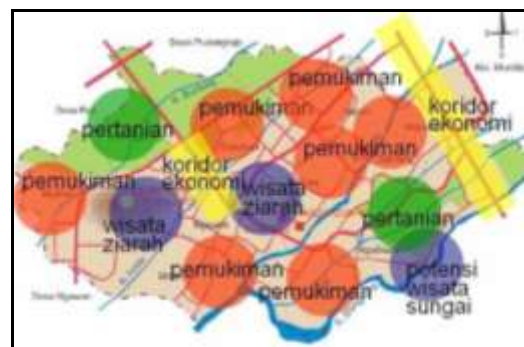 pemukiman
pemukiman
pemukiman
pertanian
koridor
ekonomi
koridor
ekonomi
pemukiman
pemukiman
wisata
ziarah
wisata
ziarah
pertanian
pemukiman
pemukiman
potensi
wisata
sungai